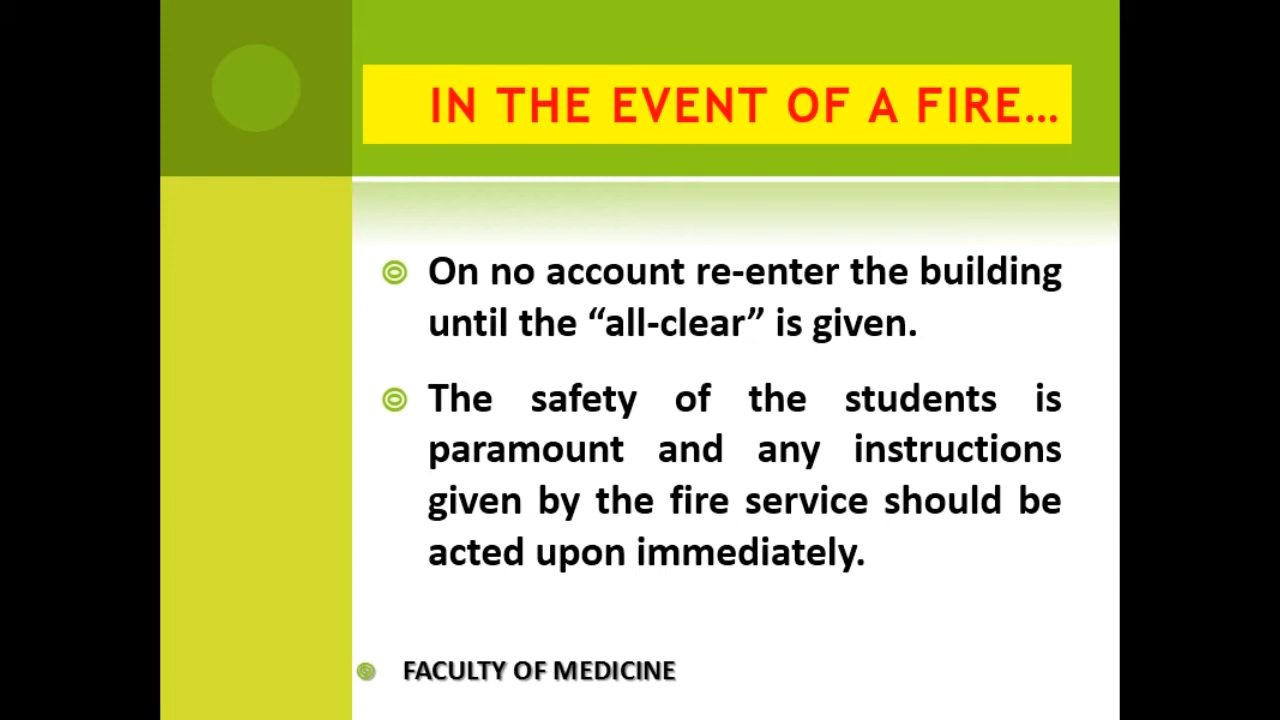 IN THE EVENT OF A FIRE…
On no account re-enter the building
until the “all-clear” is given.
The safety of the students is
paramount and any instructions
given by the fire service should be
acted upon immediately.
FACULTY OF MEDICINE